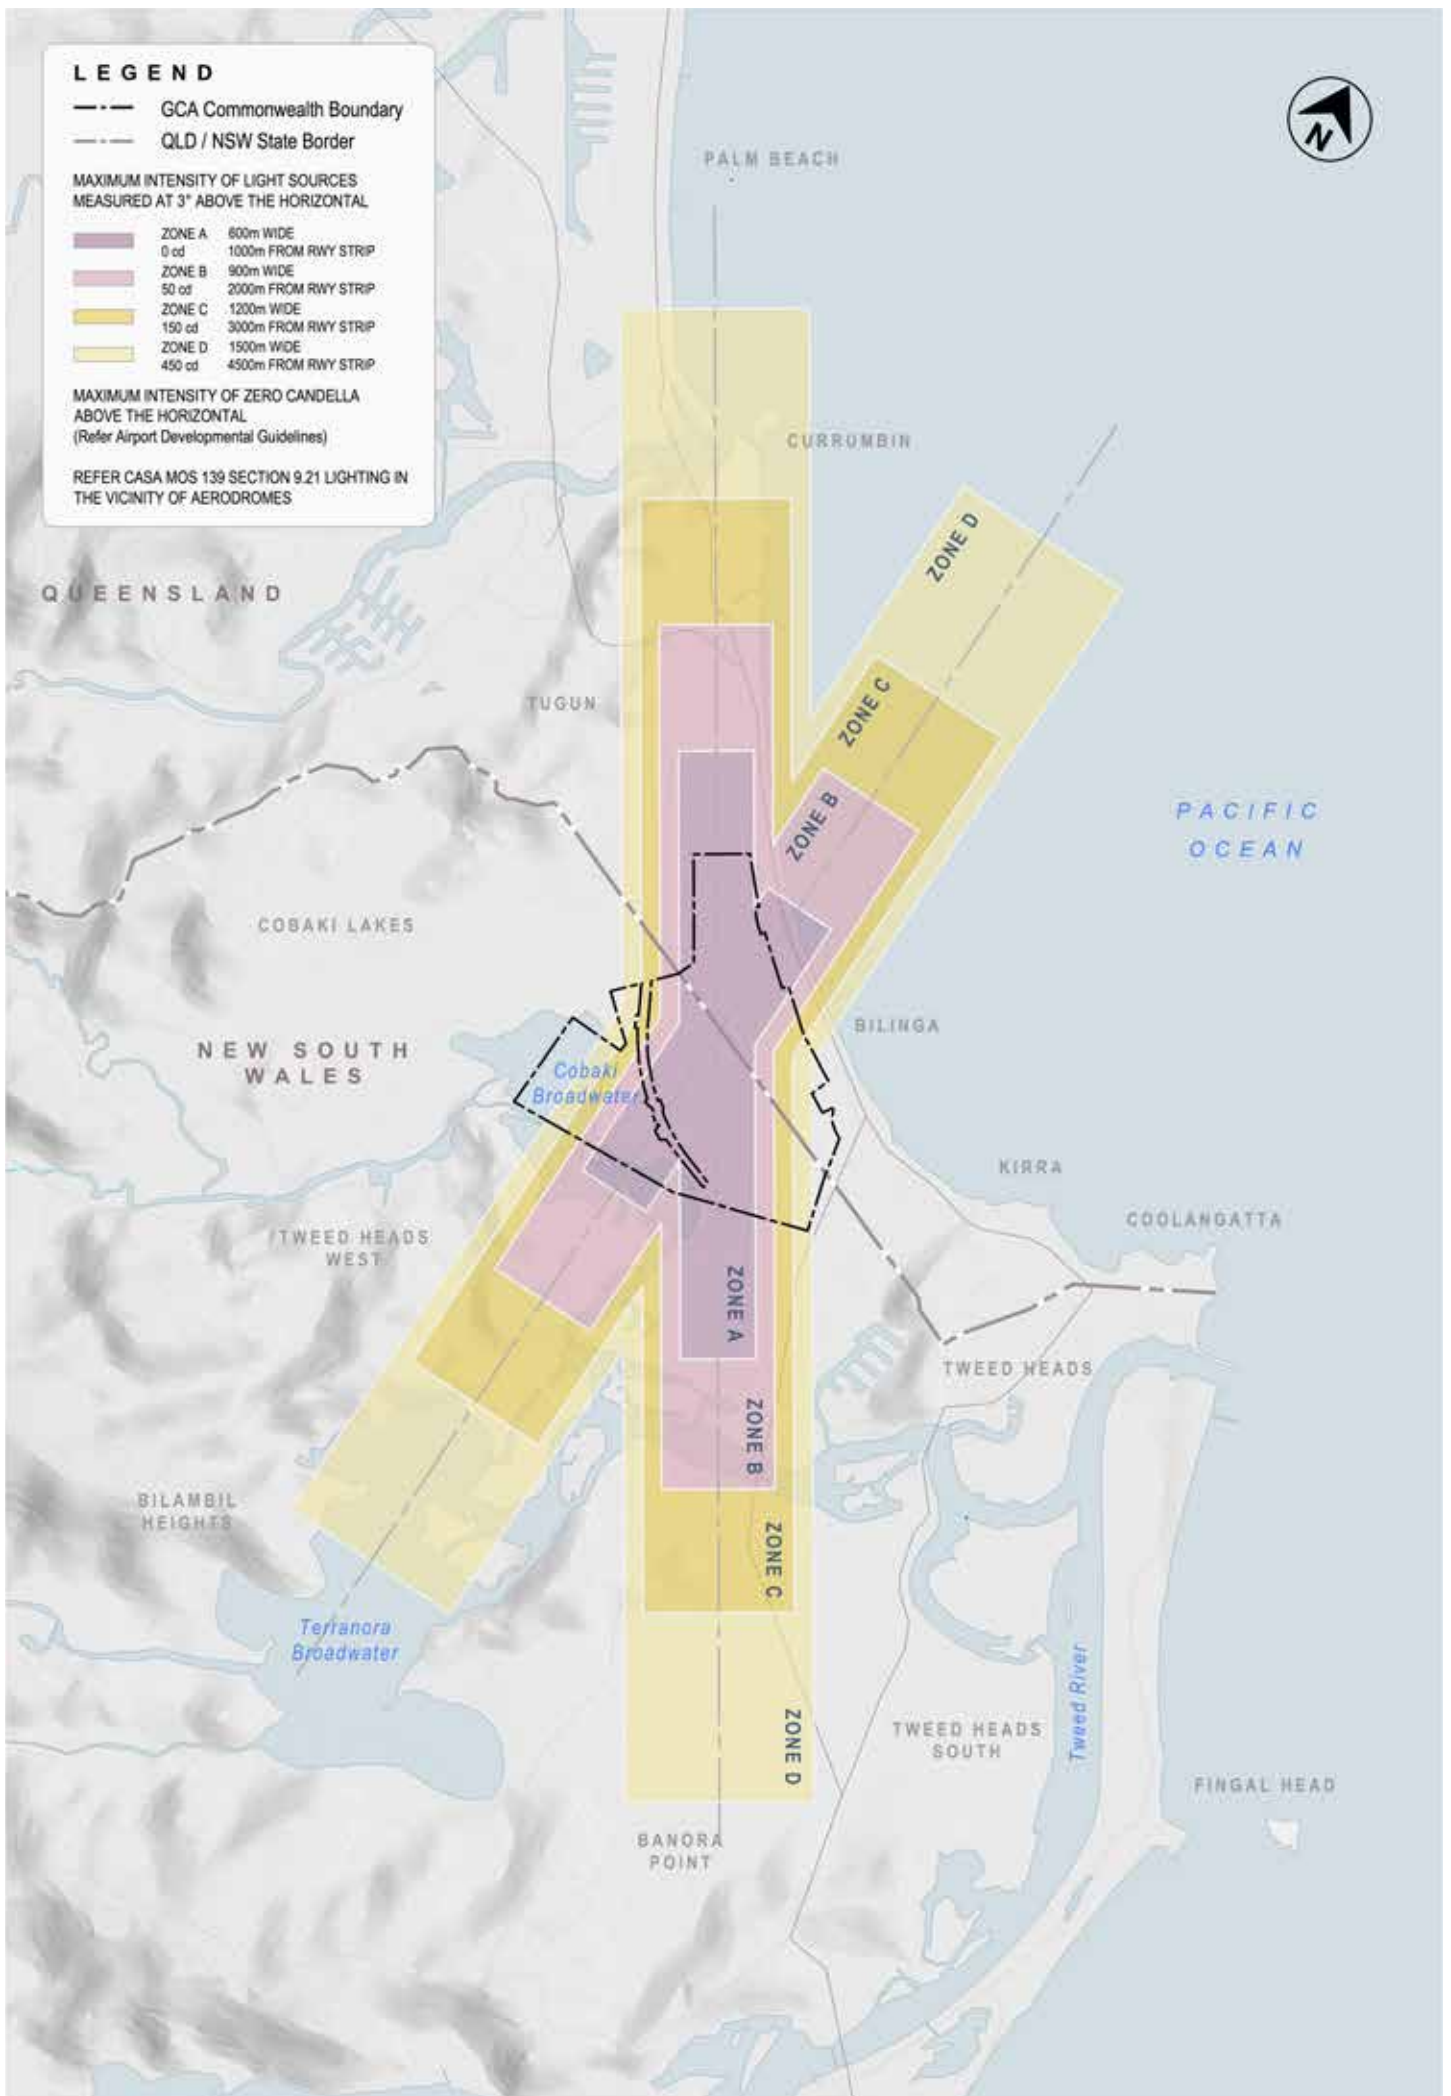 LEGEND
GCA Commonwealth Boundary
QLD / NSW State Border
MAXIMUM INTENSITY OF LIGHT SOURCES
MEASURED AT 3° ABOVE THE HORIZONTAL
ZONE A 600m WIDE
0 cd 1000m FROM RWY STRIP
ZONE B 900m WIDE
50 cd 2000m FROM RWY STRIP
ZONE C 1200m WIDE
150 cd 3000m FROM RWY STRIP
ZONE D 1500m WIDE
450 cd 4500m FROM RWY STRIP
MAXIMUM INTENSITY OF ZERO CANDELLA
ABOVE THE HORIZONTAL
(Refer Airport Developmental Guidelines)
REFER CASA MOS 139 SECTION 9.21 LIGHTING IN
THE VICINITY OF AERODROMES
N
PALM BEACH
CURRUMBIN
ZONE D
QUEENSLAND
ZONE C
TUGUN
ZONE B
PACIFIC
OCEAN
COBAKI LAKES
BILINGA
NEW SOUTH
WALES
Cobaki
Broadwater
KIRRA
COOLANGATTA
TWEED HEADS
WEST
ZONE A
TWEED HEADS
ZONE B
BILAMBIL
HEIGHTS
ZONE C
Terranora
Broadwater
Tweed River
ZONE D
TWEED HEADS
SOUTH
FINGAL HEAD
BANORA
POINT